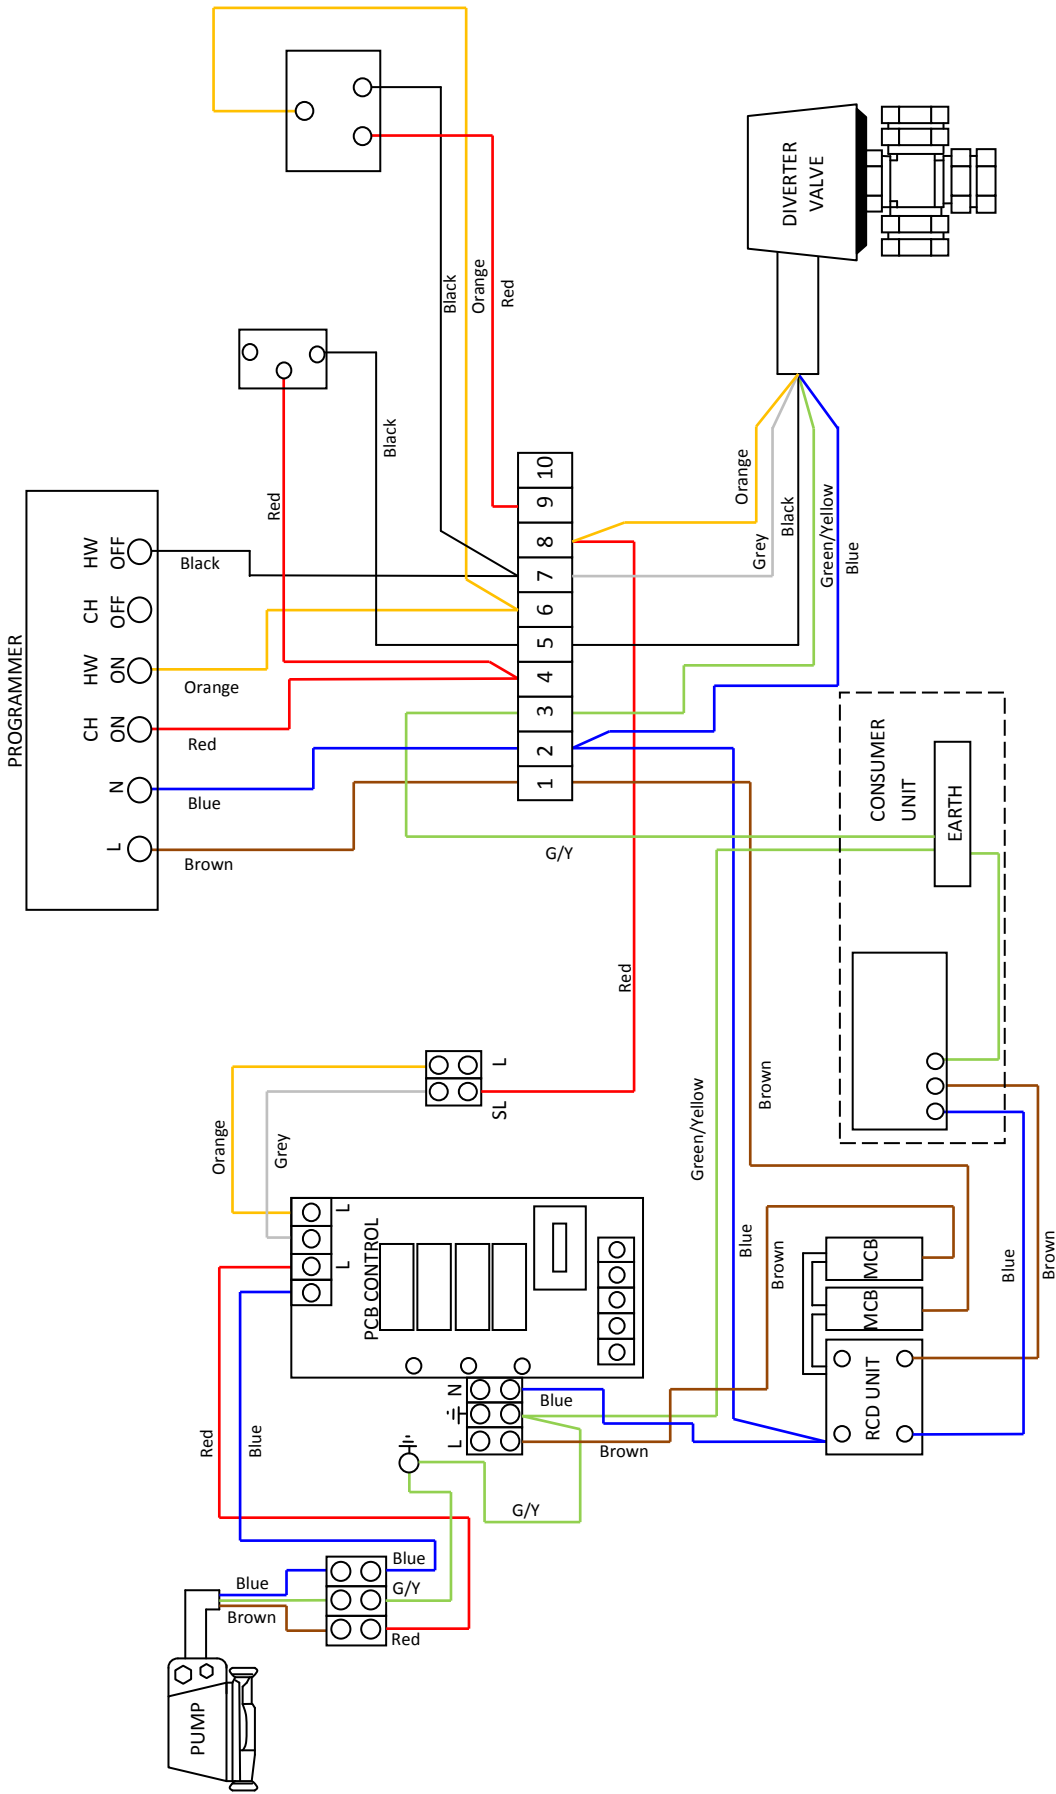 PROGRAMMER
L
N
CH
ON
HW
ON
CH
OFF
HW
OFF
Brown
Blue
Red
Orange
Black
Red
Black
Black
Orange
Red
1
2
3
4
5
6
7
8
9
10
DIVERTER
VALVE
Orange
Grey
Black
Green/Yellow
Blue
G/Y
Red
CONSUMER
UNIT
EARTH
SL
L
Orange
Grey
PCB CONTROL
L
L
Green/Yellow
Brown
Blue
Brown
MCB
MCB
RCD UNIT
Blue
Brown
L
N
Blue
Brown
G/Y
Red
Blue
Blue
Brown
Blue
G/Y
Red
PUMP